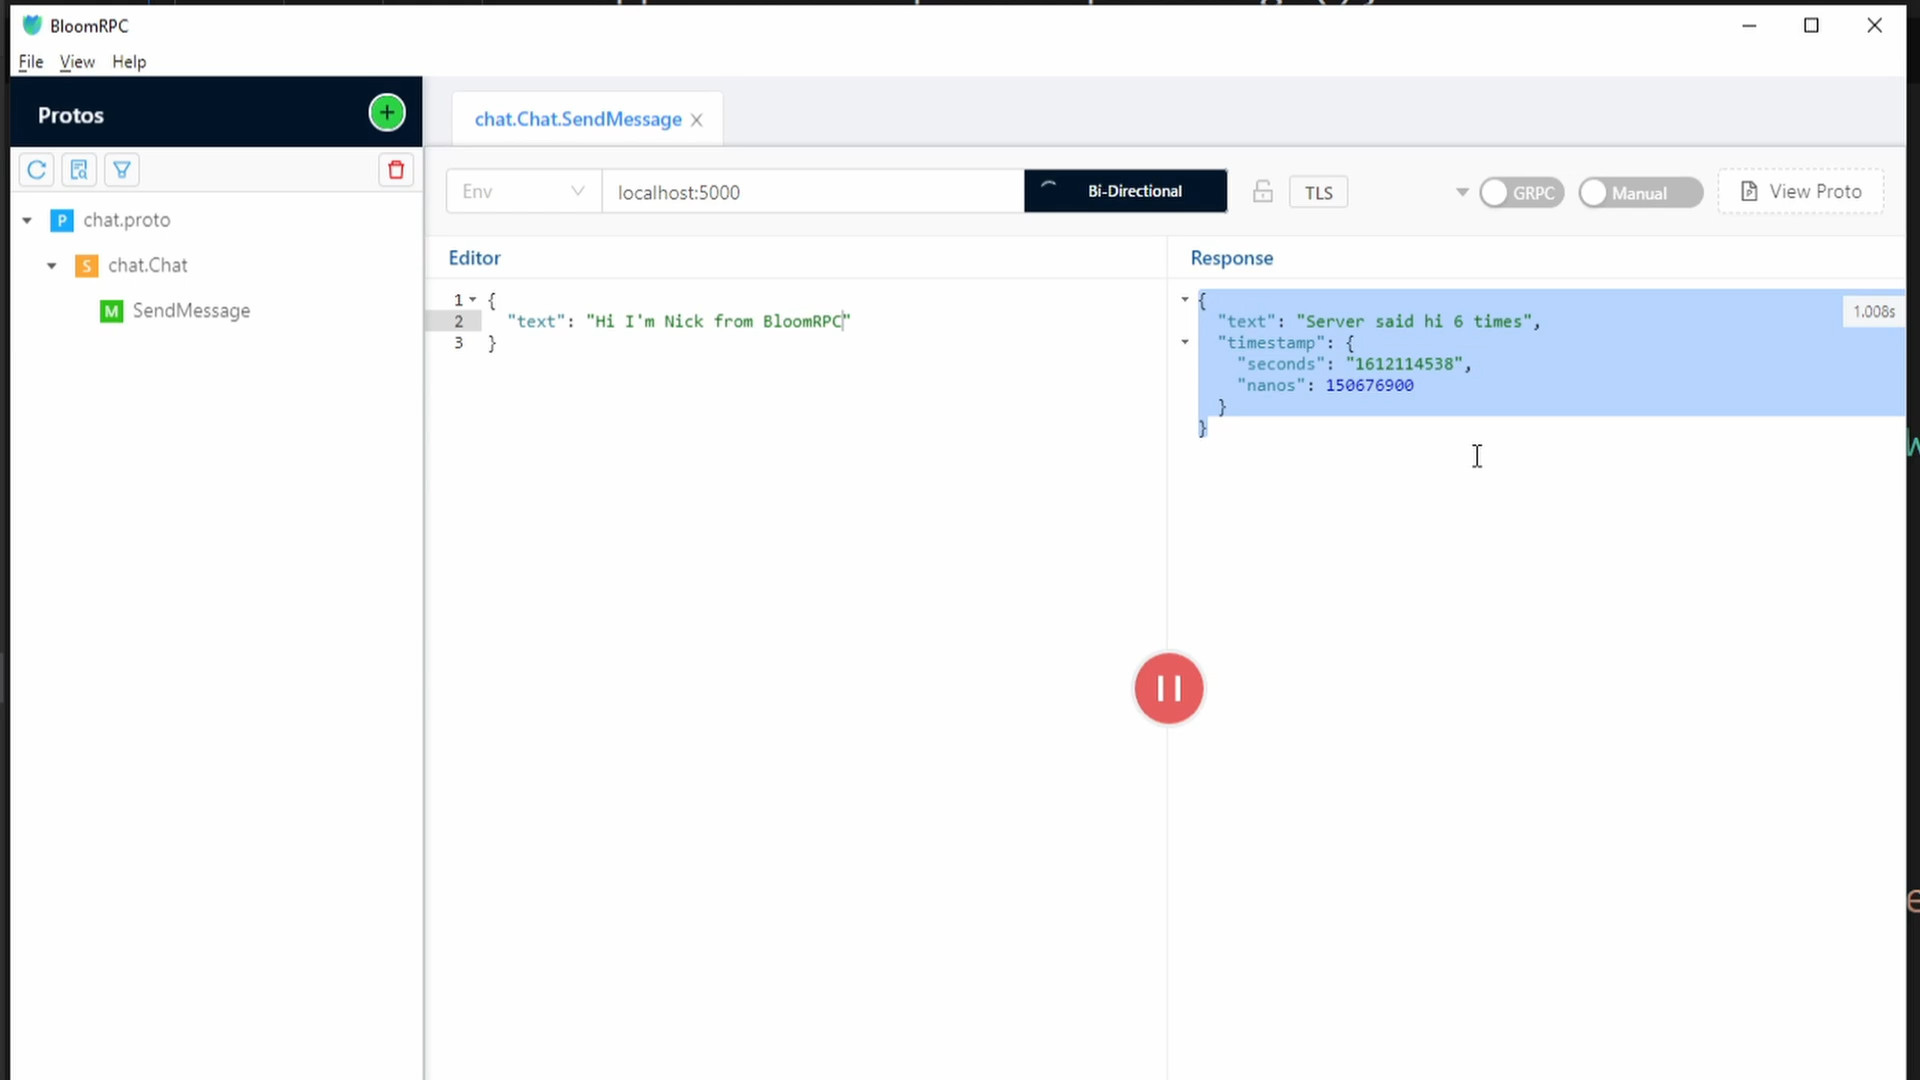 BloomRPC
File View Help
Protos
chat.Chat.SendMessage
Env
localhost:5000
Bi-Directional
TLS
GRPC
Manual
View Proto
P chat.proto
S chat.Chat
M SendMessage
Editor
1 {
2 "text": "Hi I'm Nick from BloomRPC"
3 }
Response
{
"text": "Server said hi 6 times",
"timestamp": {
"seconds": "1612114538",
"nanos": 150676900
}
}
1.008s